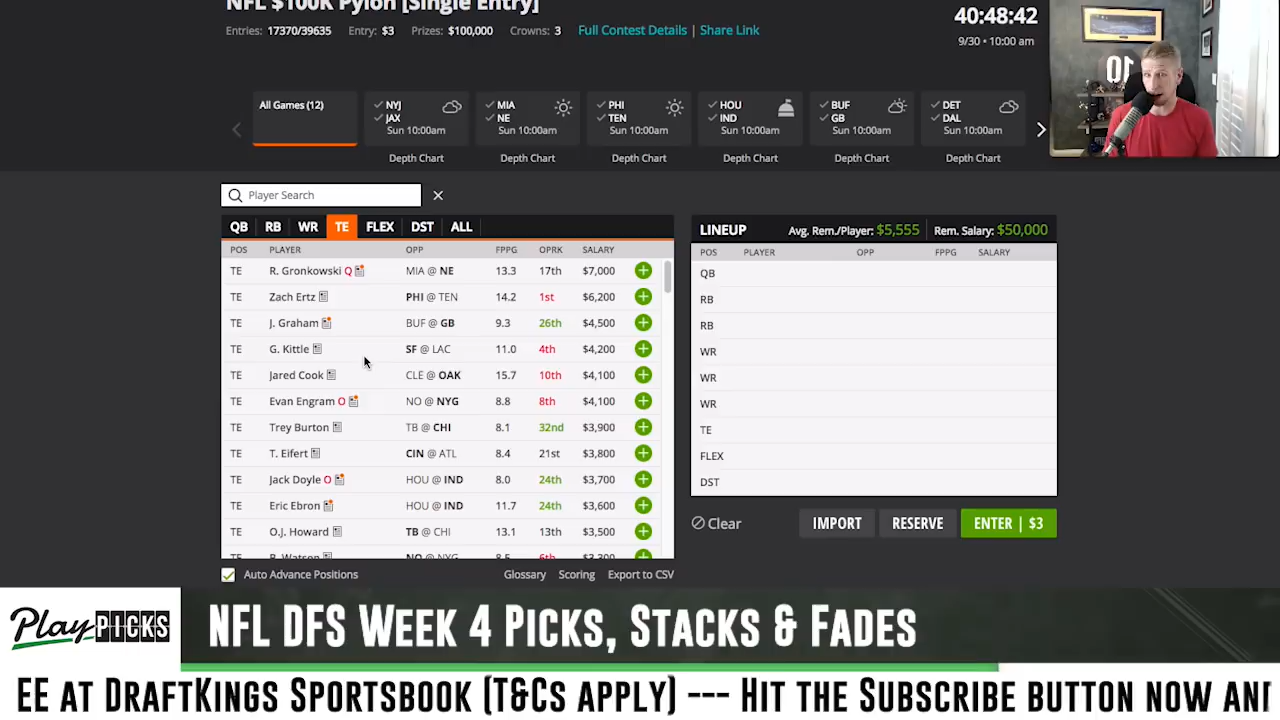 NFL $100K Pylon [Single Entry]
Entries: 17370/39635 Entry: $3 Prizes: $100,000 Crowns: 3 Full Contest Details | Share Link
40:48:42
9/30 • 10:00 am
All Games (12)
NYJ
JAX
Sun 10:00am
Depth Chart
MIA
NE
Sun 10:00am
Depth Chart
PHI
TEN
Sun 10:00am
Depth Chart
HOU
IND
Sun 10:00am
Depth Chart
BUF
GB
Sun 10:00am
Depth Chart
DET
DAL
Sun 10:00am
Depth Chart
10
Player Search
QB RB WR TE FLEX DST ALL
POS PLAYER OPP FPPG OPRK SALARY
TE R. Gronkowski Q MIA @ NE 13.3 17th $7,000
TE Zach Ertz PHI @ TEN 14.2 1st $6,200
TE J. Graham BUF @ GB 9.3 26th $4,500
TE G. Kittle SF @ LAC 11.0 4th $4,200
TE Jared Cook CLE @ OAK 15.7 10th $4,100
TE Evan Engram O NO @ NYG 8.8 8th $4,100
TE Trey Burton TB @ CHI 8.1 32nd $3,900
TE T. Eifert CIN @ ATL 8.4 21st $3,800
TE Jack Doyle O HOU @ IND 8.0 24th $3,700
TE Eric Ebron HOU @ IND 11.7 24th $3,600
TE O.J. Howard TB @ CHI 13.1 13th $3,500
TE B. Watson NO @ NYG 8.5 6th $3,300
Auto Advance Positions Glossary Scoring Export to CSV
LINEUP Avg. Rem./Player: $5,555 Rem. Salary: $50,000
POS PLAYER OPP FPPG SALARY
QB
RB
RB
WR
WR
WR
TE
FLEX
DST
Clear IMPORT RESERVE ENTER | $3
PlayPICKS
NFL DFS Week 4 Picks, Stacks & Fades
EE at DraftKings Sportsbook (T&Cs apply) --- Hit the Subscribe button now an